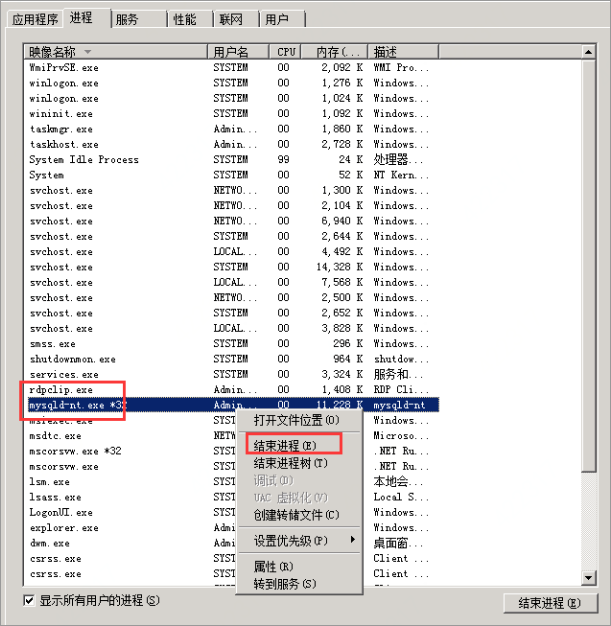 应用程序 进程 服务 性能 联网 用户
映像名称 用户名 CPU 内存(... 描述
WmiPrvSE.exe SYSTEM 00 2,092 K WMI Pro...
winlogon.exe SYSTEM 00 1,276 K Windows...
winlogon.exe SYSTEM 00 1,024 K Windows...
wininit.exe SYSTEM 00 1,092 K Windows...
taskmgr.exe Admin... 00 1,860 K Windows...
taskhost.exe Admin... 00 2,728 K Windows...
System Idle Process SYSTEM 99 24 K 处理器...
System SYSTEM 00 52 K NT Kern...
svchost.exe NETWO... 00 1,300 K Windows...
svchost.exe NETWO... 00 2,104 K Windows...
svchost.exe NETWO... 00 6,940 K Windows...
svchost.exe SYSTEM 00 2,644 K Windows...
svchost.exe LOCAL... 00 4,492 K Windows...
svchost.exe SYSTEM 00 14,328 K Windows...
svchost.exe LOCAL... 00 7,568 K Windows...
svchost.exe NETWO... 00 2,500 K Windows...
svchost.exe SYSTEM 00 2,652 K Windows...
svchost.exe LOCAL... 00 3,828 K Windows...
smss.exe SYSTEM 00 296 K Windows...
shutdownmon.exe SYSTEM 00 964 K shutdow...
services.exe SYSTEM 00 3,324 K 服务和...
rdpclip.exe Admin... 00 1,408 K RDP Cli...
mysqld-nt.exe *32 Admin... 00 11,228 K mysqld-nt
msiexec.exe SYST Windows...
msdtc.exe NETW Microso...
mscorsvw.exe *32 SYST .NET Ru...
mscorsvw.exe SYST .NET Ru...
lsm.exe SYST 本地会...
lsass.exe SYST Local S...
LogonUI.exe SYST Windows...
explorer.exe Admi Windows...
dwm.exe Admi 桌面窗...
csrss.exe SYST Client ...
csrss.exe SYST Client ...
打开文件位置(O)
结束进程(E)
结束进程树(T)
调试(D)
UAC 虚拟化(V)
创建转储文件(C)
设置优先级(P)
属性(R)
转到服务(S)
显示所有用户的进程(S)
结束进程(E)